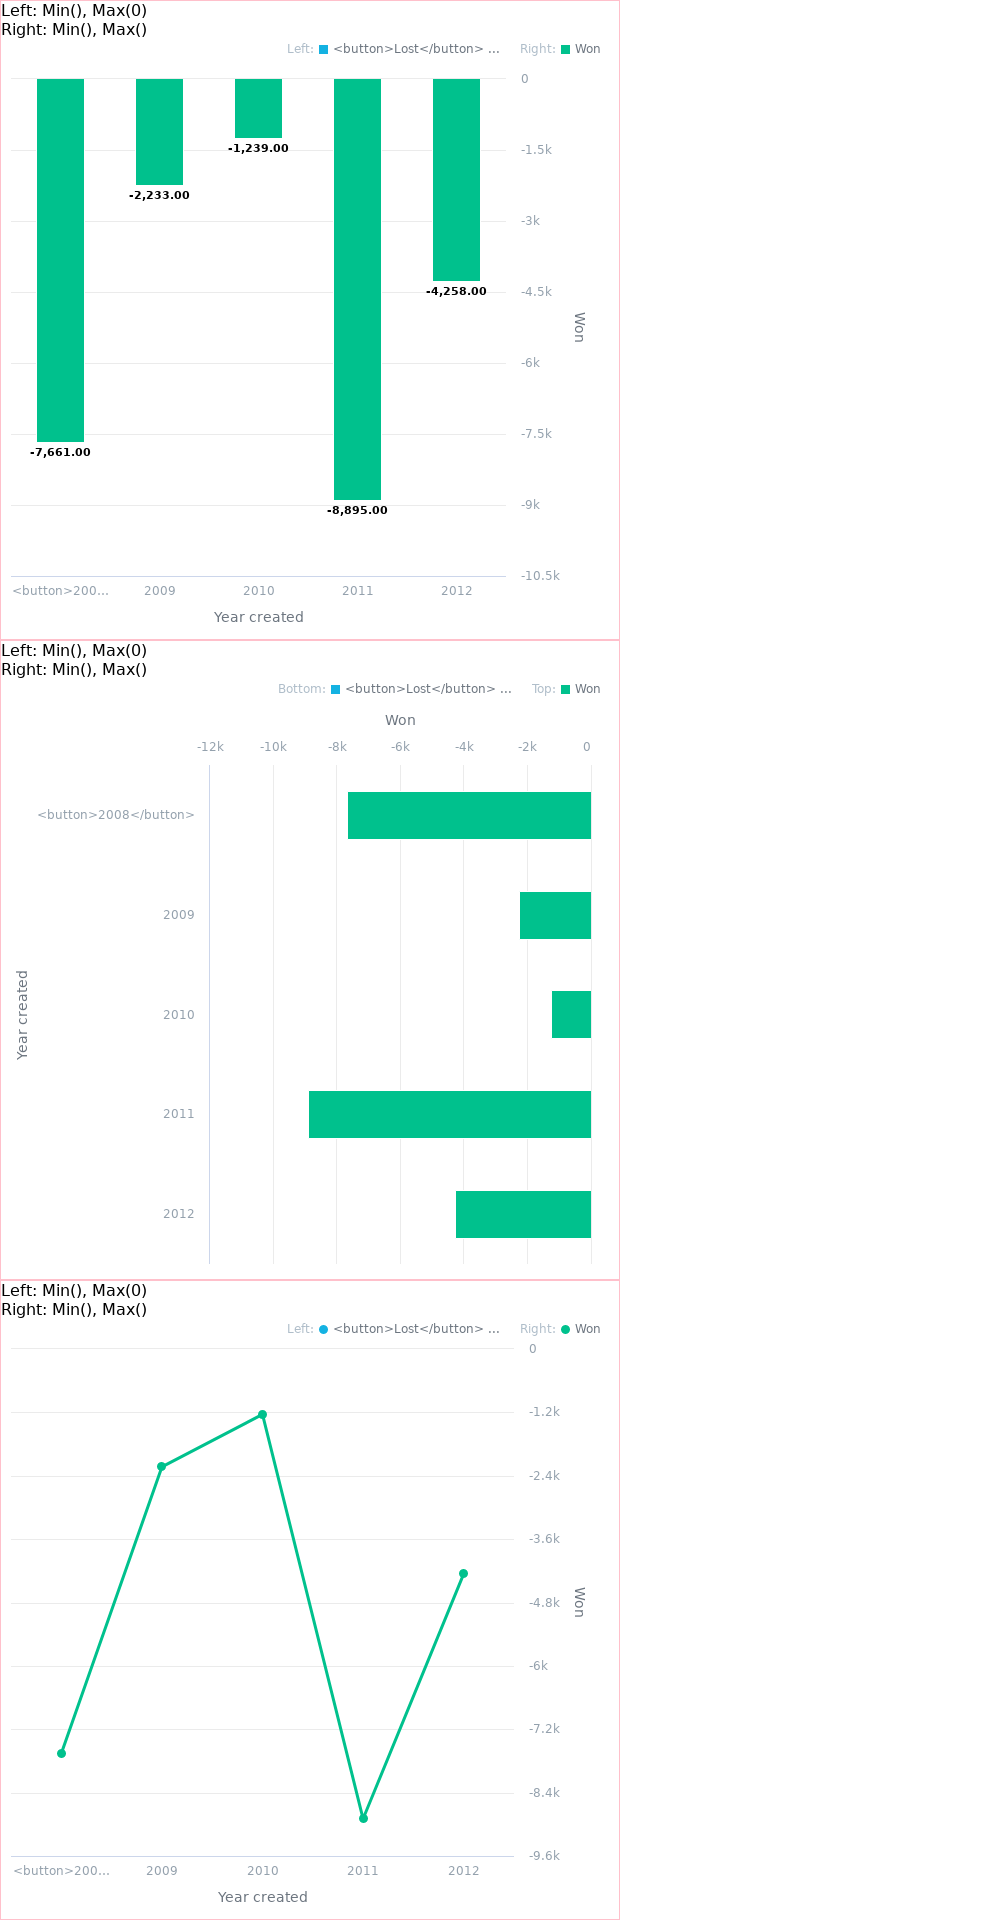 Left: Min(), Max(0)
Right: Min(), Max()
Left: <button>Lost</button> ... Right: Won
0
-1.5k
-3k
-4.5k
-6k
-7.5k
-9k
-10.5k
Won
-7,661.00
-2,233.00
-1,239.00
-8,895.00
-4,258.00
<button>200... 2009 2010 2011 2012
Year created
Left: Min(), Max(0)
Right: Min(), Max()
Bottom: <button>Lost</button> ... Top: Won
Won
-12k -10k -8k -6k -4k -2k 0
<button>2008</button>
2009
2010
2011
2012
Year created
Left: Min(), Max(0)
Right: Min(), Max()
Left: <button>Lost</button> ... Right: Won
0
-1.2k
-2.4k
-3.6k
-4.8k
-6k
-7.2k
-8.4k
-9.6k
Won
<button>200... 2009 2010 2011 2012
Year created